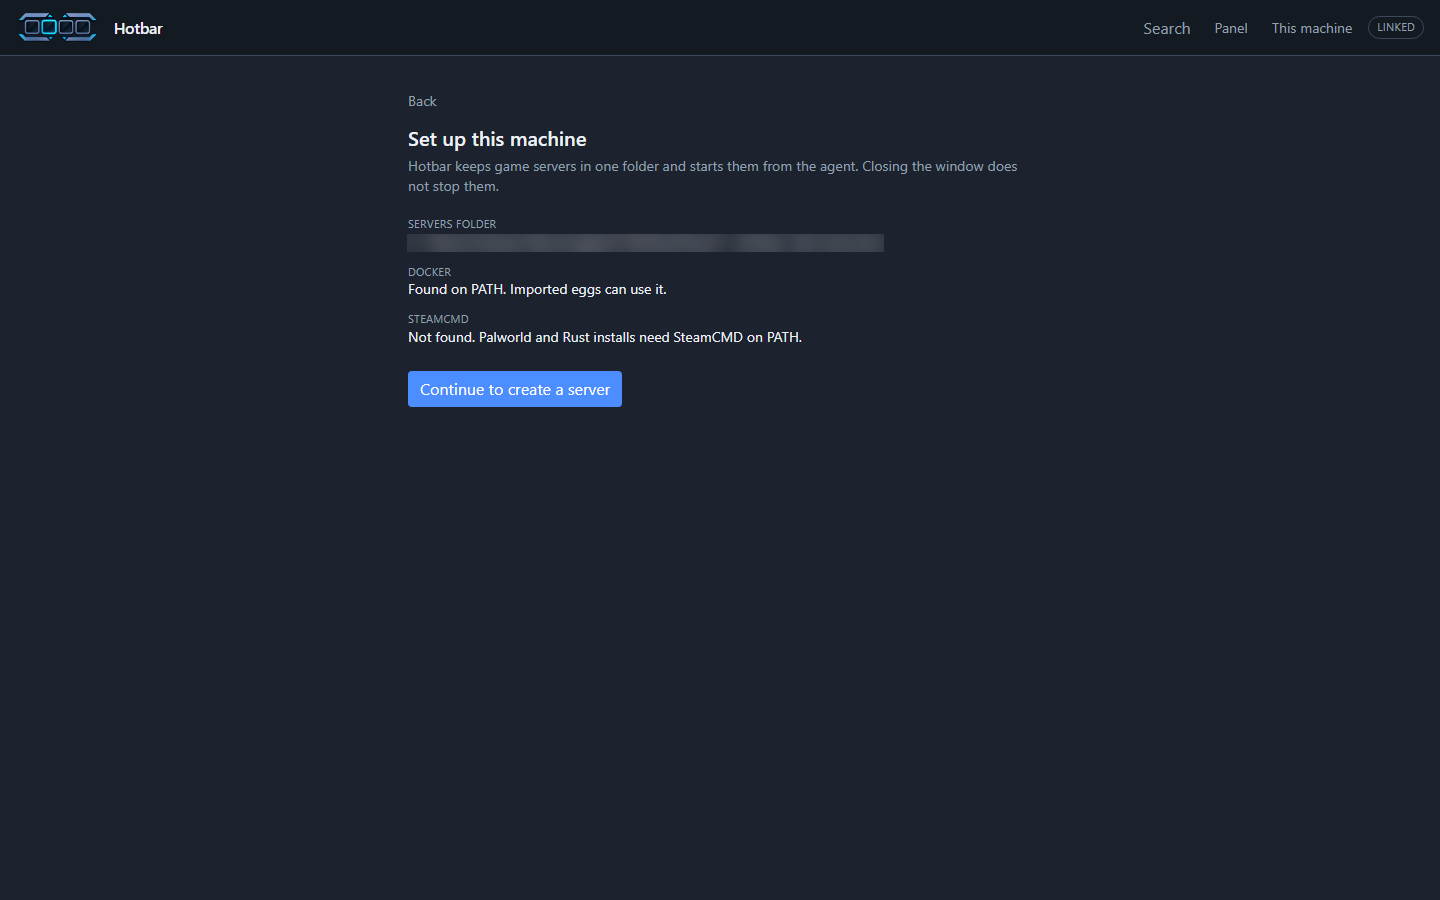 Hotbar
Search
Panel
This machine
LINKED
Back
Set up this machine
Hotbar keeps game servers in one folder and starts them from the agent. Closing the window does
not stop them.
SERVERS FOLDER
DOCKER
Found on PATH. Imported eggs can use it.
STEAMCMD
Not found. Palworld and Rust installs need SteamCMD on PATH.
Continue to create a server